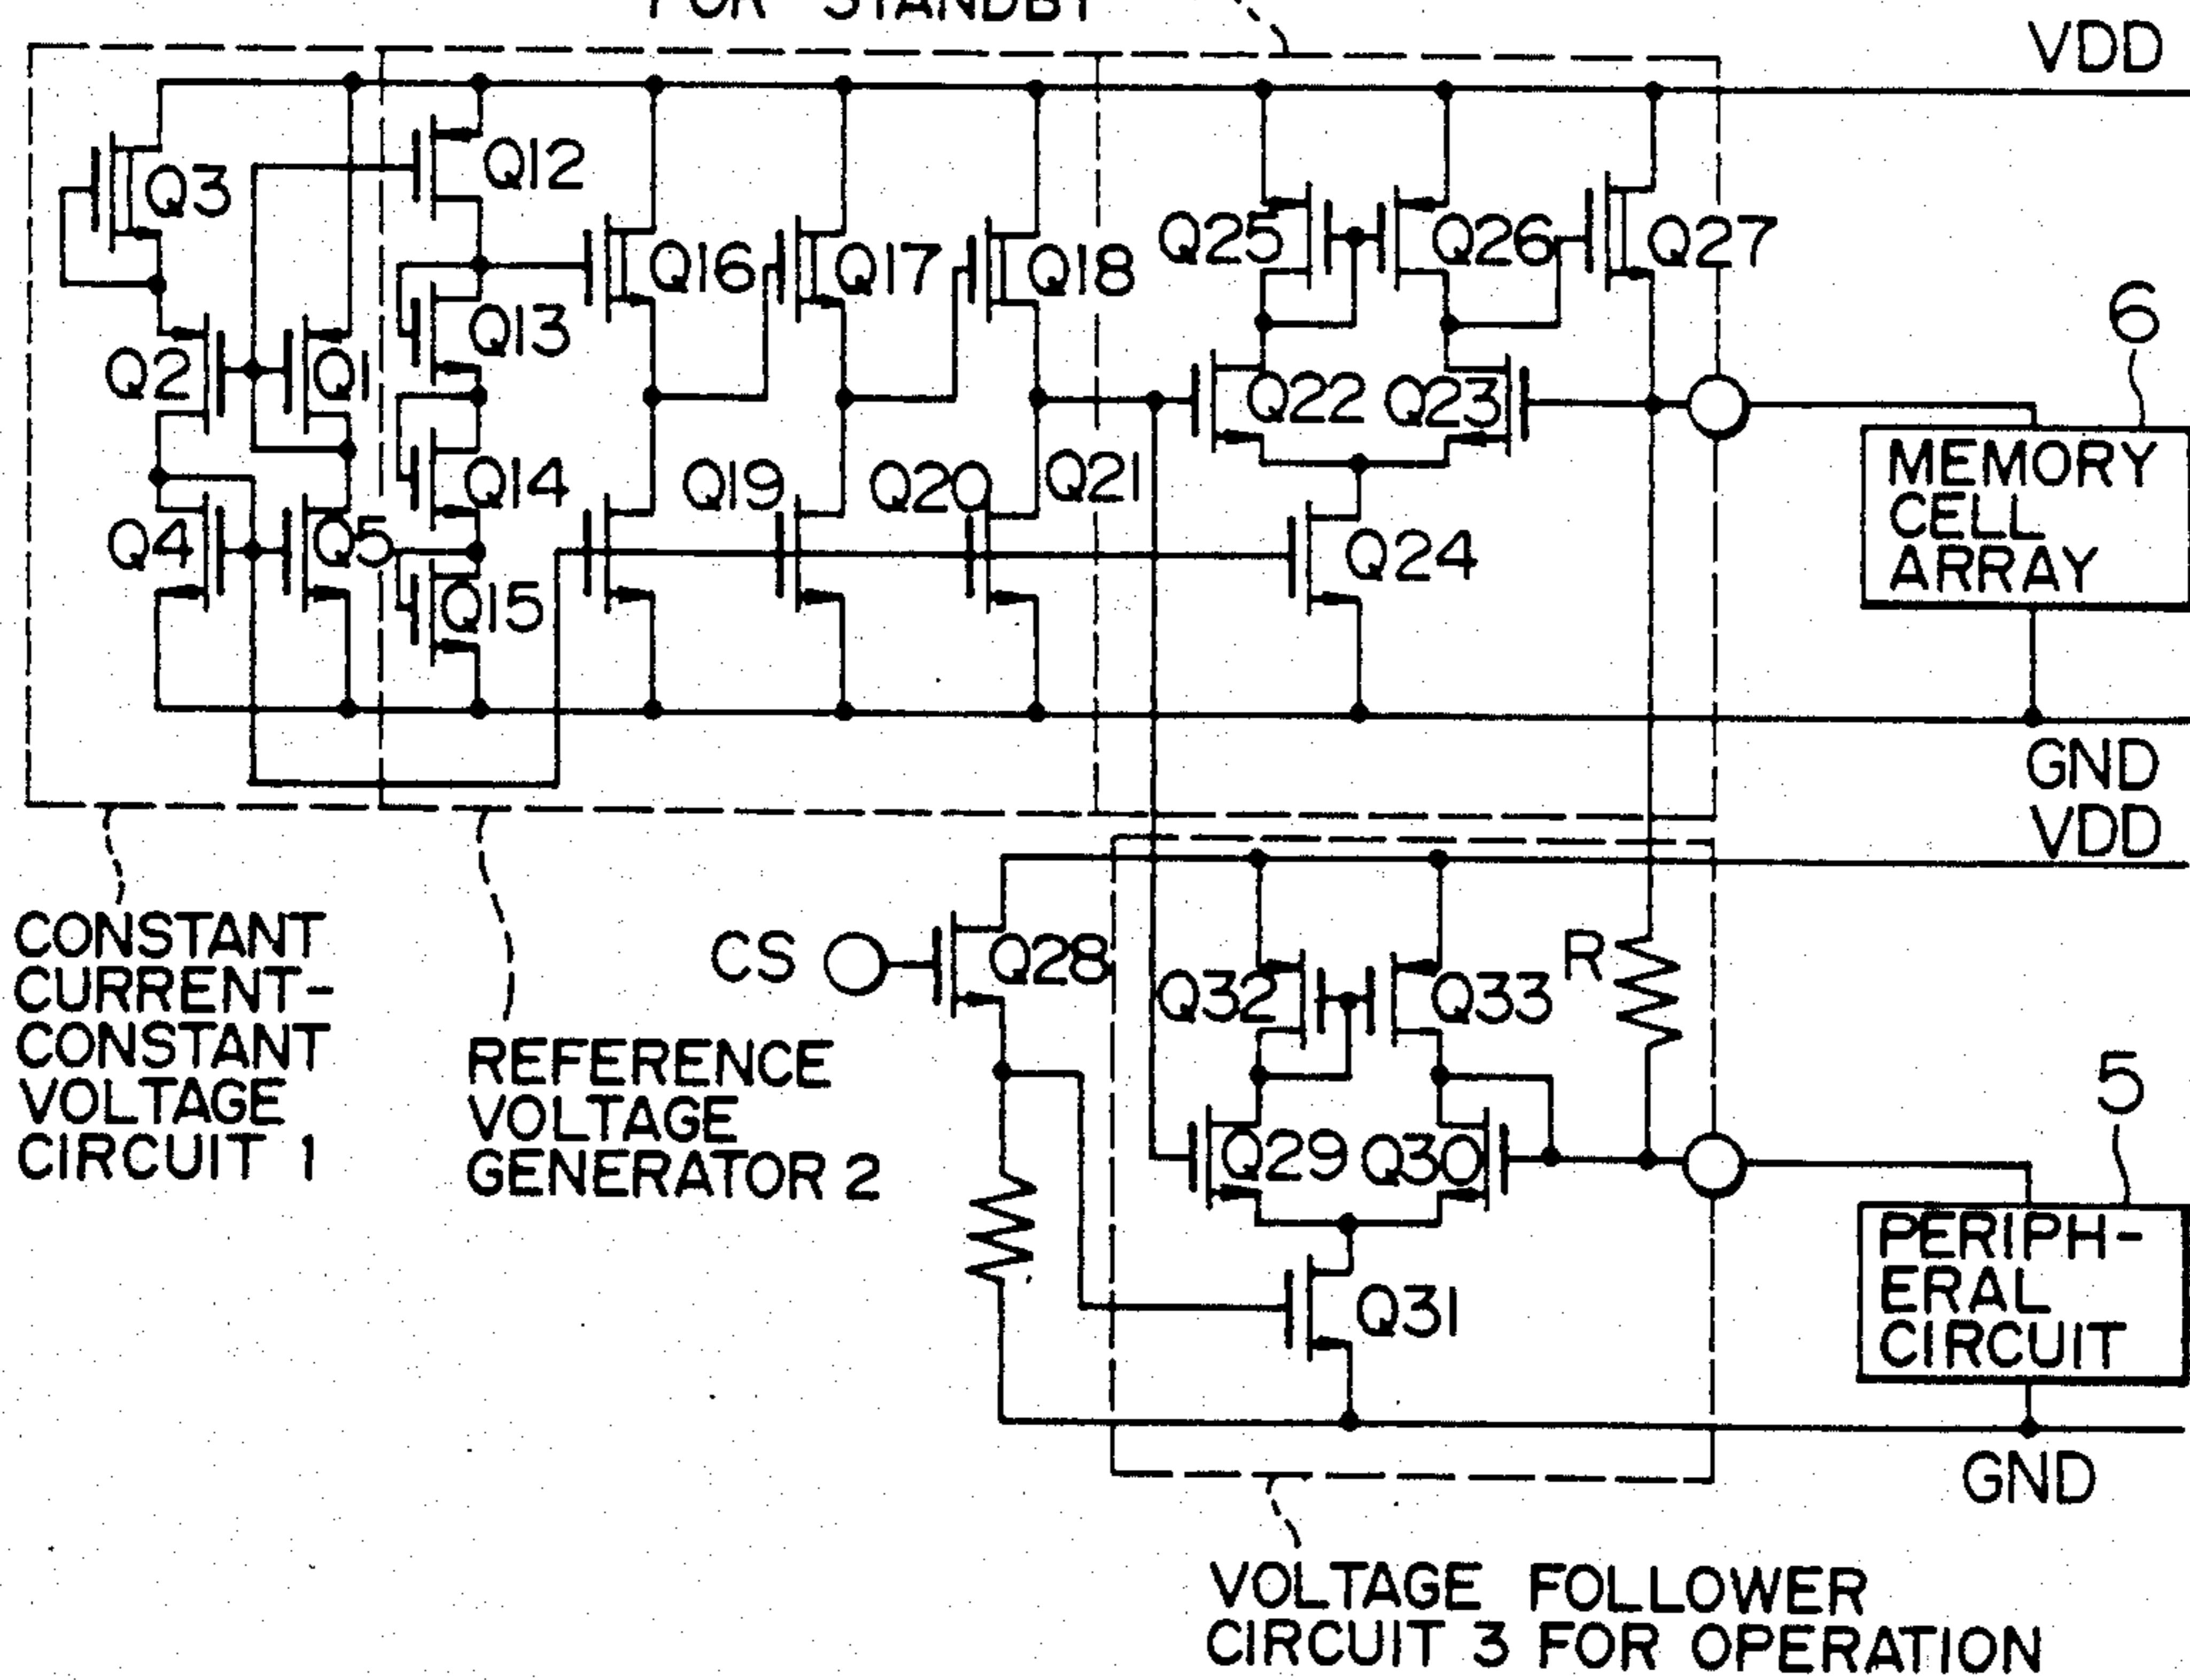 FOR STANDBY
VDD
Q3
Q12
Q16
Q17
Q18
Q25
Q26
Q27
6
Q2
Q1
Q13
Q22
Q23
MEMORY
CELL
ARRAY
Q14
Q19
Q20
Q21
Q4
Q5
Q15
Q24
GND
VDD
CONSTANT
CURRENT-
CONSTANT
VOLTAGE
CIRCUIT 1
REFERENCE
VOLTAGE
GENERATOR 2
CS
Q28
Q32
Q33
R
5
Q29
Q30
PERIPH-
ERAL
CIRCUIT
Q31
GND
VOLTAGE FOLLOWER
CIRCUIT 3 FOR OPERATION